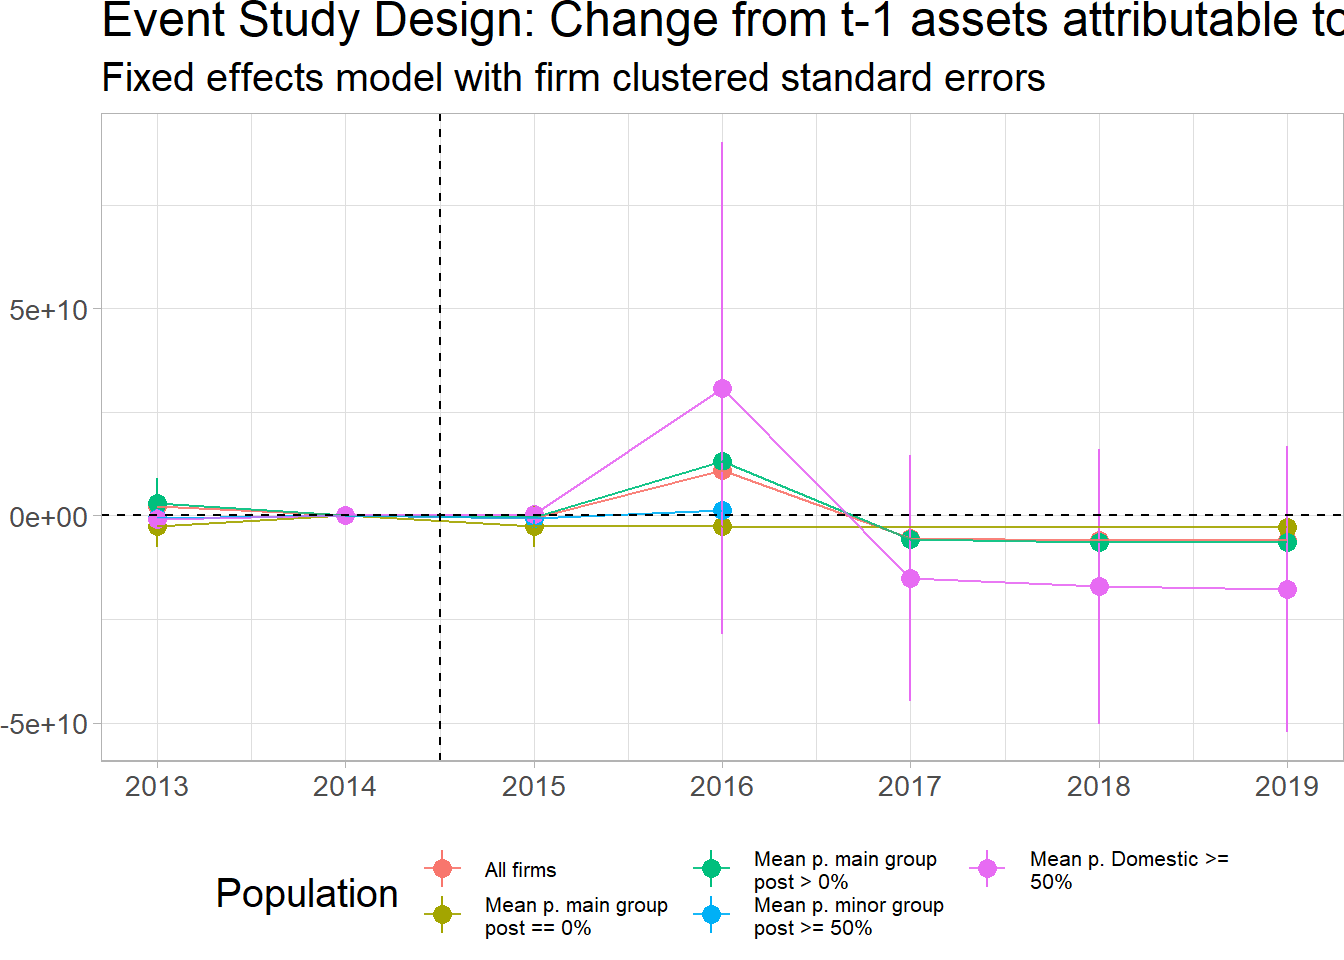 Event Study Design: Change from t-1 assets attributable to
Fixed effects model with firm clustered standard errors
5e+10
0e+00
-5e+10
2013 2014 2015 2016 2017 2018 2019
Population
All firms
Mean p. main group
post == 0%
Mean p. main group
post > 0%
Mean p. minor group
post >= 50%
Mean p. Domestic >=
50%